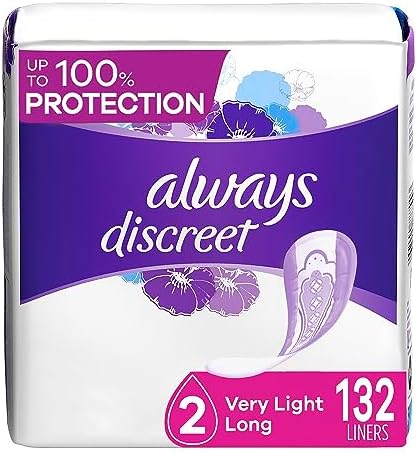 UP TO 100%
PROTECTION
always
discreet
2 Very Light
Long
132
LINERS